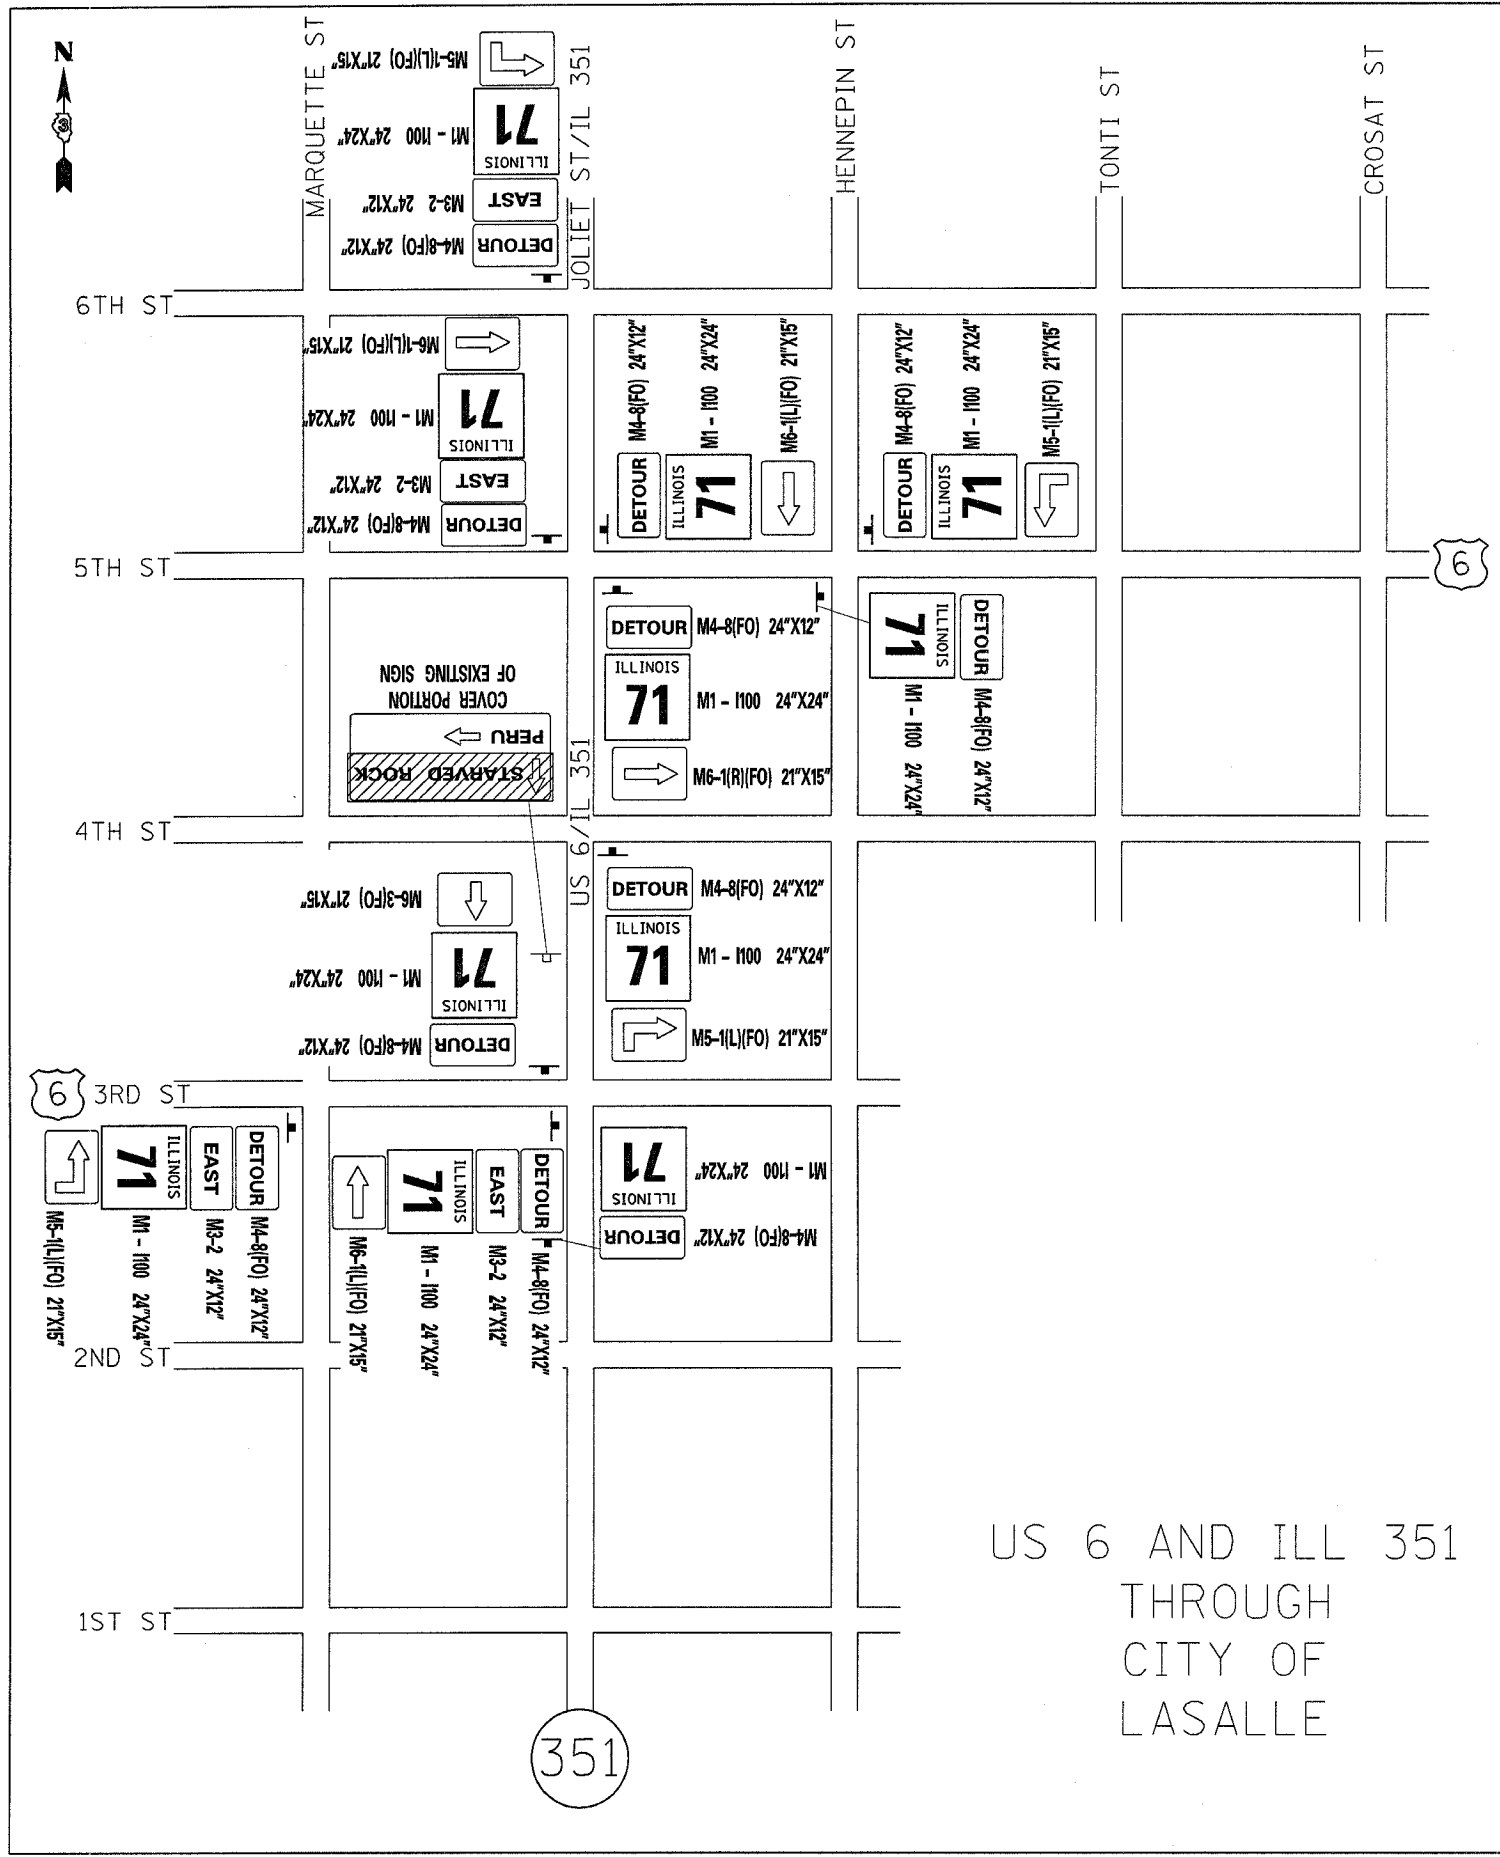 N
3
MARQUETTE ST
JOLIET ST/IL 351
HENNEPIN ST
TONTI ST
CROSAT ST
M5-1(L)(FO) 21"X15"
ILLINOIS
71
M1 - I100 24"X24"
EAST
M3-2 24"X12"
DETOUR
M4-8(FO) 24"X12"
6TH ST
M6-1(L)(FO) 21"X15"
ILLINOIS
71
M1 - I100 24"X24"
EAST
M3-2 24"X12"
DETOUR
M4-8(FO) 24"X12"
DETOUR
M4-8(FO) 24"X12"
ILLINOIS
71
M1 - I100 24"X24"
M6-1(L)(FO) 21"X15"
DETOUR
M4-8(FO) 24"X12"
ILLINOIS
71
M1 - I100 24"X24"
M5-1(L)(FO) 21"X15"
5TH ST
6
COVER PORTION
OF EXISTING SIGN
PERU
STARVED ROCK
DETOUR
M4-8(FO) 24"X12"
ILLINOIS
71
M1 - I100 24"X24"
M6-1(R)(FO) 21"X15"
DETOUR
M4-8(FO) 24"X12"
ILLINOIS
71
M1 - I100 24"X24"
4TH ST
US 6/IL 351
M6-3(FO) 21"X15"
ILLINOIS
71
M1 - I100 24"X24"
DETOUR
M4-8(FO) 24"X12"
DETOUR
M4-8(FO) 24"X12"
ILLINOIS
71
M1 - I100 24"X24"
M5-1(L)(FO) 21"X15"
6
3RD ST
DETOUR
M4-8(FO) 24"X12"
EAST
M3-2 24"X12"
ILLINOIS
71
M1 - I100 24"X24"
M5-1(L)(FO) 21"X15"
DETOUR
M4-8(FO) 24"X12"
EAST
M3-2 24"X12"
ILLINOIS
71
M1 - I100 24"X24"
M6-1(L)(FO) 21"X15"
ILLINOIS
71
M1 - I100 24"X24"
DETOUR
M4-8(FO) 24"X12"
2ND ST
1ST ST
351
US 6 AND ILL 351
THROUGH
CITY OF
LASALLE